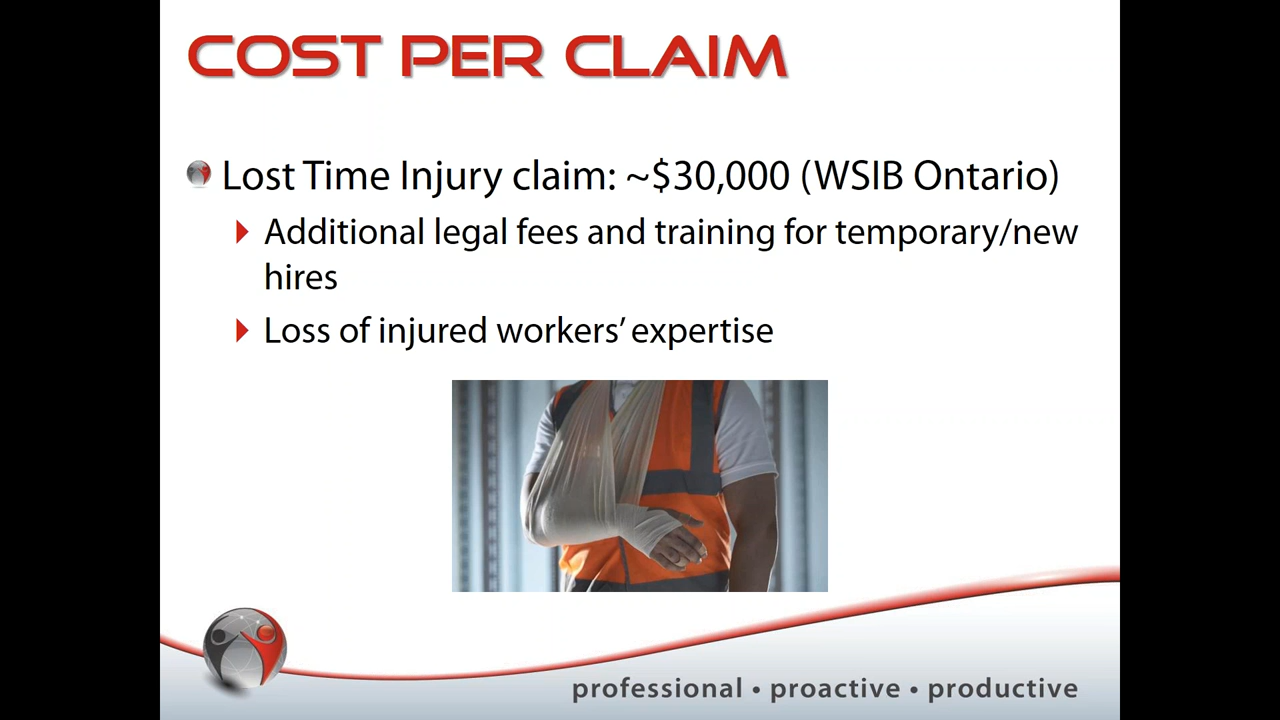 COST PER CLAIM
Lost Time Injury claim: ~$30,000 (WSIB Ontario)
Additional legal fees and training for temporary/new
hires
Loss of injured workers’ expertise
professional • proactive • productive